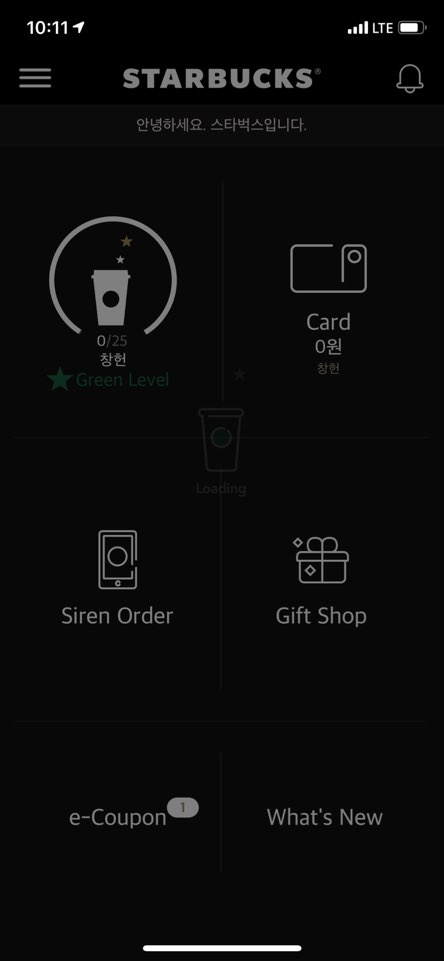 10:11
LTE
STARBUCKS®
안녕하세요. 스타벅스입니다.
0/25
창헌
Green Level
Card
0원
창헌
Loading
Siren Order
Gift Shop
e-Coupon
1
What's New